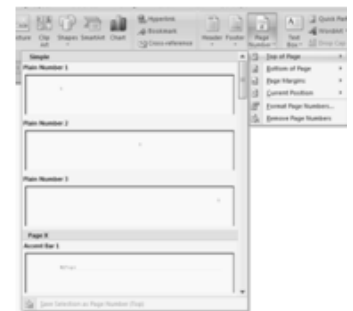 Hyperlink
Bookmark
Cross-reference
Clip Art
Shapes
SmartArt
Chart
Header
Footer
Page Number
Text Box
Quick Par
WordArt
Drop Cap
Simple
Plain Number 1
Plain Number 2
Plain Number 3
Page X
Accent Bar 1
Save Selection as Page Number (Top)
Top of Page
Bottom of Page
Page Margins
Current Position
Format Page Numbers...
Remove Page Numbers